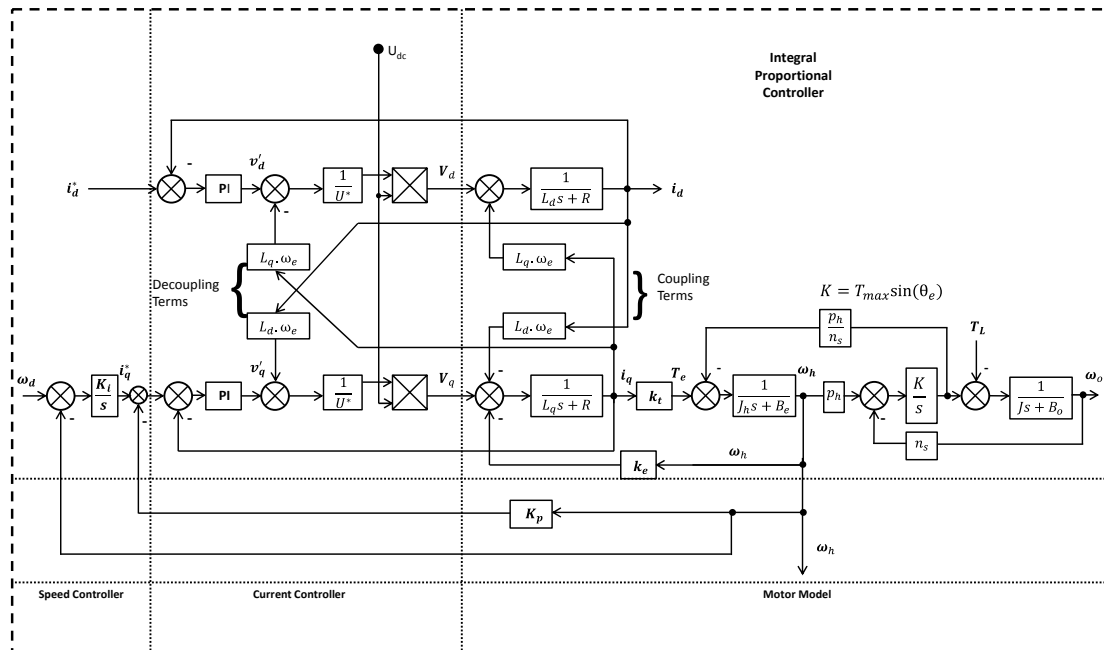 U_dc
Integral
Proportional
Controller
-
v'_d
V_d
i*_d
PI
1
U*
1
L_d s + R
i_d
-
L_q. ω_e
L_q. ω_e
Decoupling
Terms
{
}
Coupling
Terms
K = T_max sin(θ_e)
L_d. ω_e
L_d. ω_e
p_h
n_s
T_L
-
-
-
ω_d
K_i
s
i*_q
v'_q
V_q
i_q
T_e
ω_h
ω_o
PI
1
U*
1
L_q s + R
k_t
1
J_h s + B_e
p_h
K
s
1
Js + B_o
-
-
-
-
-
n_s
k_e
ω_h
K_p
ω_h
Speed Controller
Current Controller
Motor Model